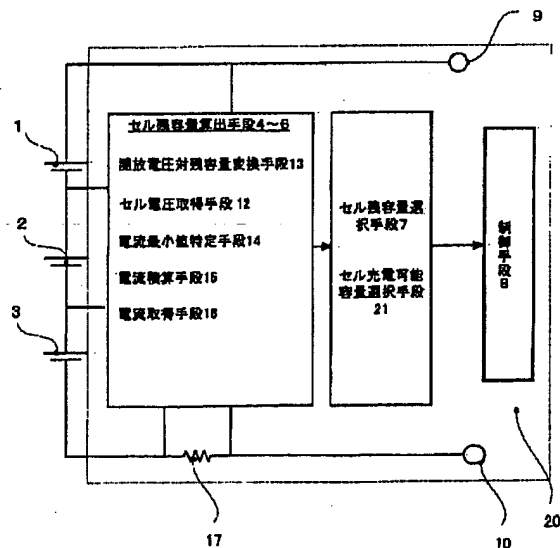 9
1
2
3
セル残容量算出手段4~6
開放電圧対残容量変換手段13
セル電圧取得手段 12
電流最小値特定手段14
電流積算手段15
電流取得手段16
セル残容量選
択手段7
セル充電可能
容量選択手段
21
制御手段8
17
10
20